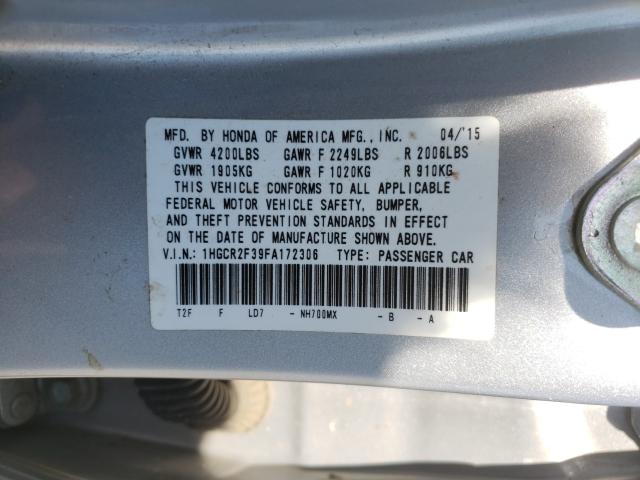 MFD. BY HONDA OF AMERICA MFG., INC. 04/'15
GVWR 4200LBS GAWR F 2249LBS R 2006LBS
GVWR 1905KG GAWR F 1020KG R 910KG
THIS VEHICLE CONFORMS TO ALL APPLICABLE
FEDERAL MOTOR VEHICLE SAFETY, BUMPER,
AND THEFT PREVENTION STANDARDS IN EFFECT
ON THE DATE OF MANUFACTURE SHOWN ABOVE.
V.I.N.: 1HGCR2F39FA172306 TYPE: PASSENGER CAR
T2F F LD7 - NH700MX - B - A